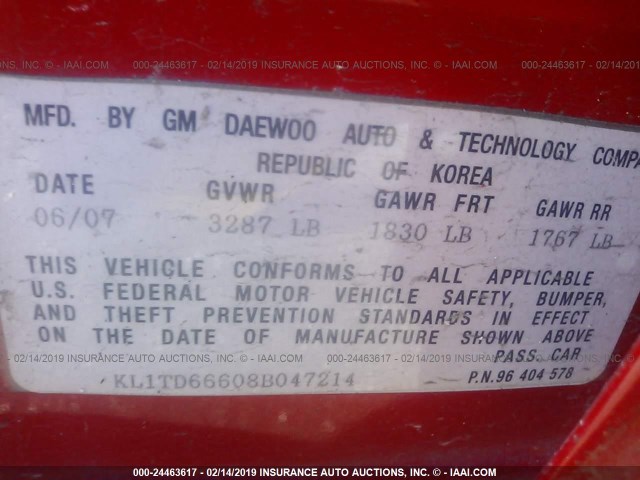 000-24463617 - 02/14/2019 INSURANCE AUTO AUCTIONS, INC. - © - IAAI.COM
MFD. BY GM DAEWOO AUTO & TECHNOLOGY COMPA
REPUBLIC OF KOREA
DATE GVWR GAWR FRT GAWR RR
06/07 3287 LB 1830 LB 1767 LB
THIS VEHICLE CONFORMS TO ALL APPLICABLE
U.S. FEDERAL MOTOR VEHICLE SAFETY, BUMPER,
AND THEFT PREVENTION STANDARDS IN EFFECT
ON THE DATE OF MANUFACTURE SHOWN ABOVE
PASS. CAR
KL1TD66608B047214 P.N.96 404 578
000-24463617 - 02/14/2019 INSURANCE AUTO AUCTIONS, INC. - © - IAAI.COM